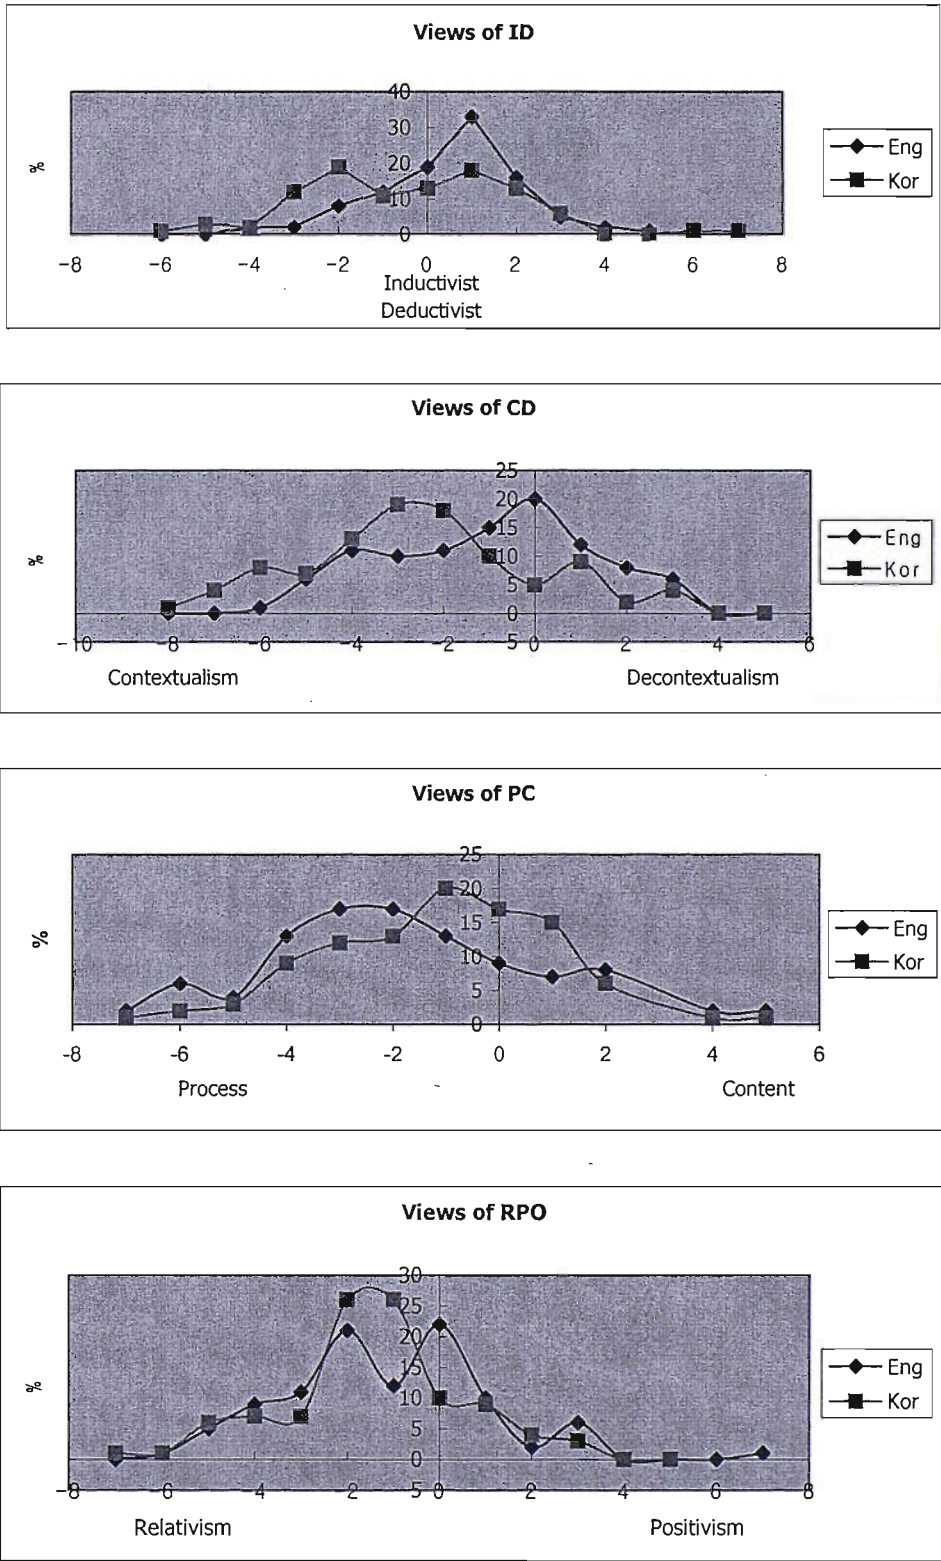 Views of ID
40
30
20
10
0
%
-8 -6 -4 -2 0 2 4 6 8
Inductivist
Deductivist
Eng
Kor
Views of CD
25
20
15
10
5
0
5
%
-10 -8 -6 -4 -2 0 2 4 6
Contextualism Decontextualism
Eng
Kor
Views of PC
25
20
15
10
5
0
%
-8 -6 -4 -2 0 2 4 6
Process Content
Eng
Kor
Views of RPO
30
25
20
15
10
5
0
5
%
-8 -6 -4 -2 0 2 4 6 8
Relativism Positivism
Eng
Kor